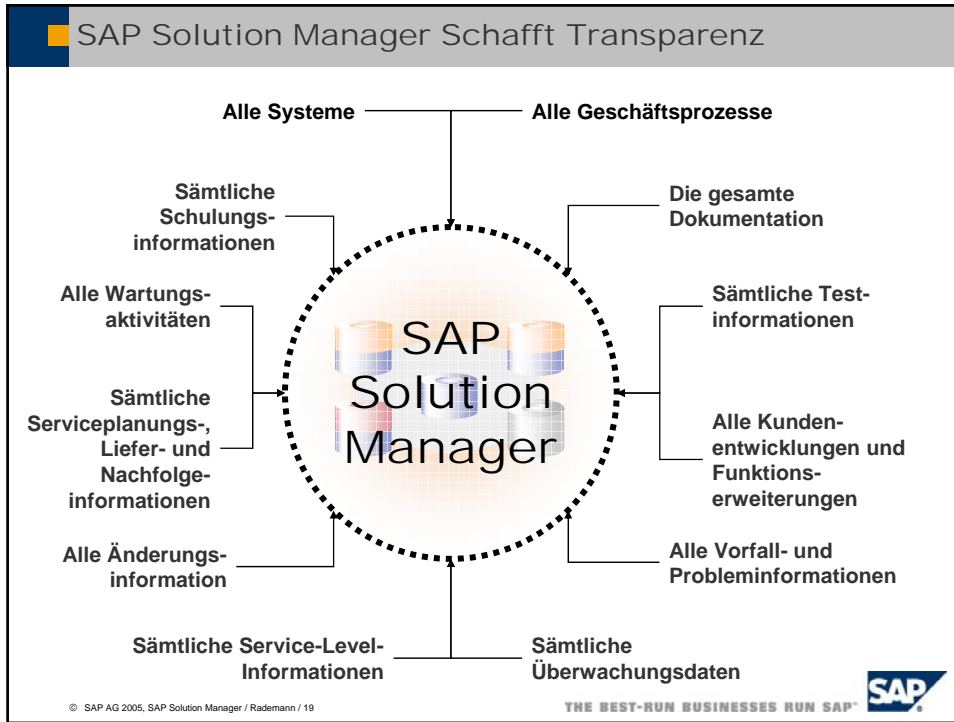 SAP Solution Manager Schafft Transparenz
Alle Systeme
Alle Geschäftsprozesse
Sämtliche
Schulungs-
informationen
Die gesamte
Dokumentation
Alle Wartungs-
aktivitäten
Sämtliche Test-
informationen
SAP
Solution
Manager
Sämtliche
Serviceplanungs-,
Liefer- und
Nachfolge-
informationen
Alle Kunden-
entwicklungen und
Funktions-
erweiterungen
Alle Änderungs-
information
Alle Vorfall- und
Probleminformationen
Sämtliche Service-Level-
Informationen
Sämtliche
Überwachungsdaten
© SAP AG 2005, SAP Solution Manager / Rademann / 19
THE BEST-RUN BUSINESSES RUN SAP™
SAP